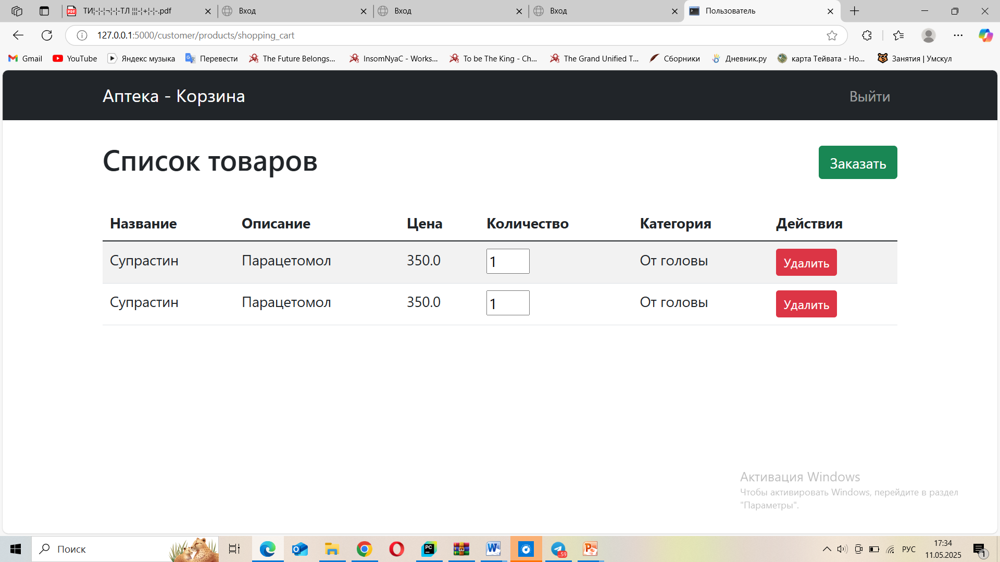 ТИ¦-¦-¦¬¦-¦-ТЛ ¦¦¦-¦+¦-¦-.pdf
Вход
Вход
Вход
Пользователь
127.0.0.1:5000/customer/products/shopping_cart
Gmail
YouTube
Яндекс музыка
Перевести
The Future Belongs...
InsomNyaC - Works...
To be The King - Ch...
The Grand Unified T...
Сборники
Дневник.ру
карта Тейвата - Но...
Занятия | Умскул
Аптека - Корзина
Выйти
Список товаров
Заказать
Название Описание Цена Количество Категория Действия
Супрастин Парацетомол 350.0 1 От головы Удалить
Супрастин Парацетомол 350.0 1 От головы Удалить
Активация Windows
Чтобы активировать Windows, перейдите в раздел
"Параметры".
Поиск
РУС
17:34
11.05.2025
1